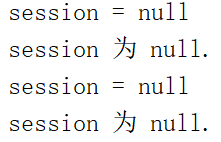 session = null
session 为 null.
session = null
session 为 null.